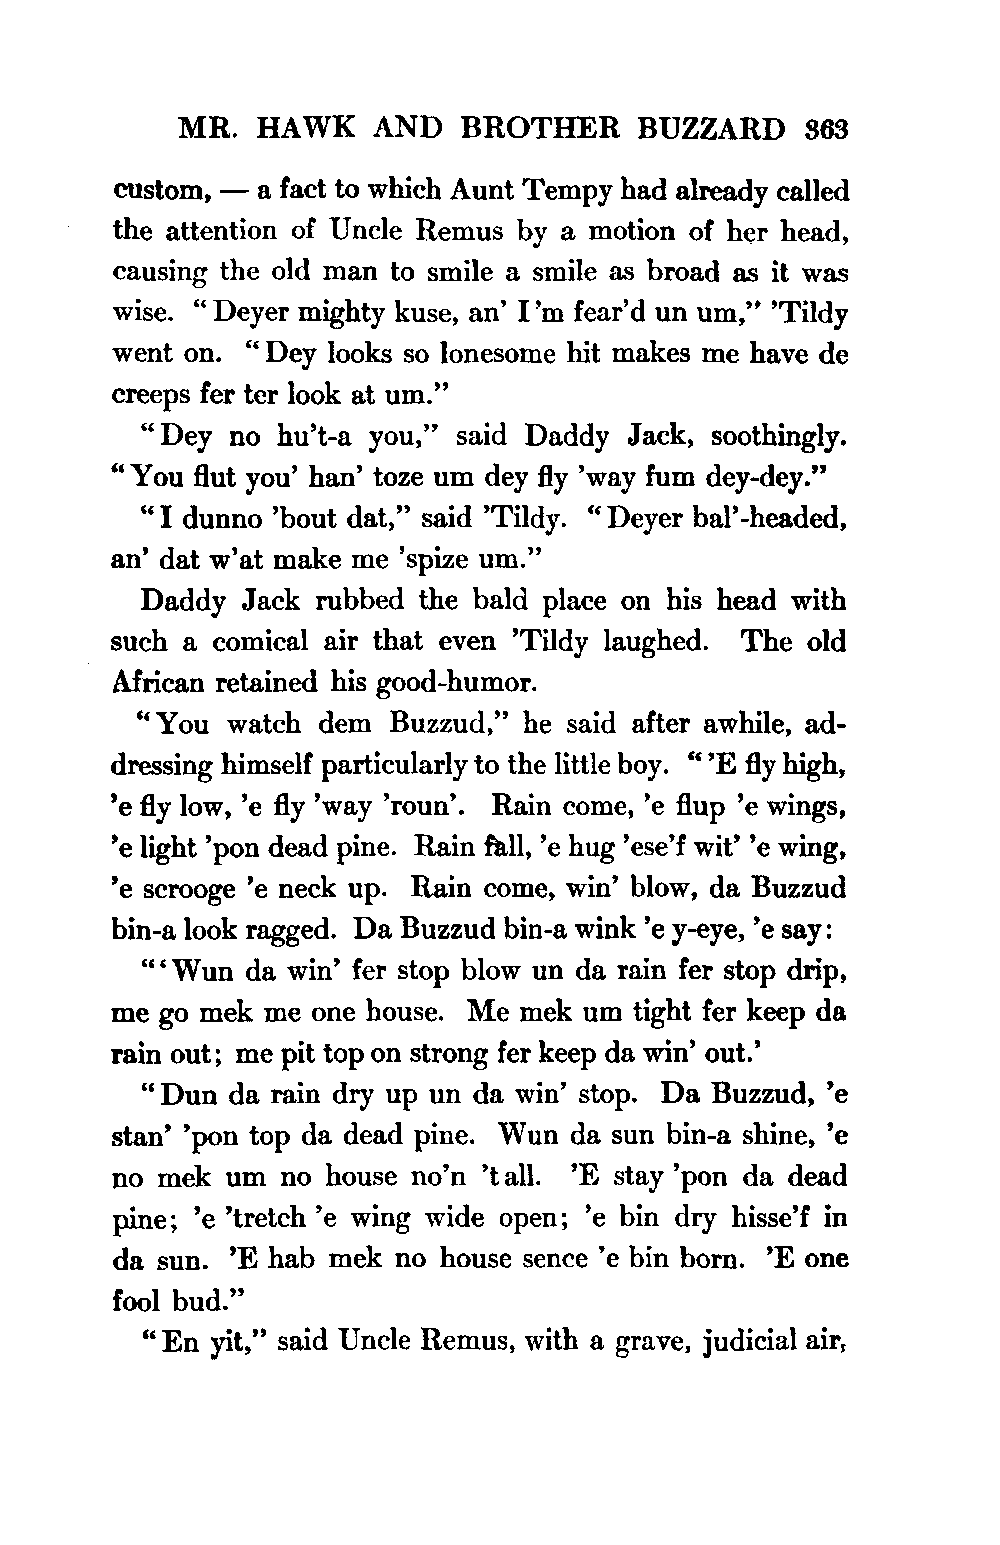 MR. HAWK AND BROTHER BUZZARD 363
custom, — a fact to which Aunt Tempy had already called
the attention of Uncle Remus by a motion of her head,
causing the old man to smile a smile as broad as it was
wise. “Deyer mighty kuse, an’ I’m fear’d un um,” ’Tildy
went on. “Dey looks so lonesome hit makes me have de
creeps fer ter look at um.”
“Dey no hu’t-a you,” said Daddy Jack, soothingly.
“You flut you’ han’ toze um dey fly ’way fum dey-dey.”
“I dunno ’bout dat,” said ’Tildy. “Deyer bal’-headed,
an’ dat w’at make me ’spize um.”
Daddy Jack rubbed the bald place on his head with
such a comical air that even ’Tildy laughed. The old
African retained his good-humor.
“You watch dem Buzzud,” he said after awhile, ad-
dressing himself particularly to the little boy. “’E fly high,
’e fly low, ’e fly ’way ’roun’. Rain come, ’e flup ’e wings,
’e light ’pon dead pine. Rain fall, ’e hug ’ese’f wit’ ’e wing,
’e scrooge ’e neck up. Rain come, win’ blow, da Buzzud
bin-a look ragged. Da Buzzud bin-a wink ’e y-eye, ’e say:
“‘Wun da win’ fer stop blow un da rain fer stop drip,
me go mek me one house. Me mek um tight fer keep da
rain out; me pit top on strong fer keep da win’ out.’
“Dun da rain dry up un da win’ stop. Da Buzzud, ’e
stan’ ’pon top da dead pine. Wun da sun bin-a shine, ’e
no mek um no house no’n ’t all. ’E stay ’pon da dead
pine; ’e ’tretch ’e wing wide open; ’e bin dry hisse’f in
da sun. ’E hab mek no house sence ’e bin born. ’E one
fool bud.”
“En yit,” said Uncle Remus, with a grave, judicial air,